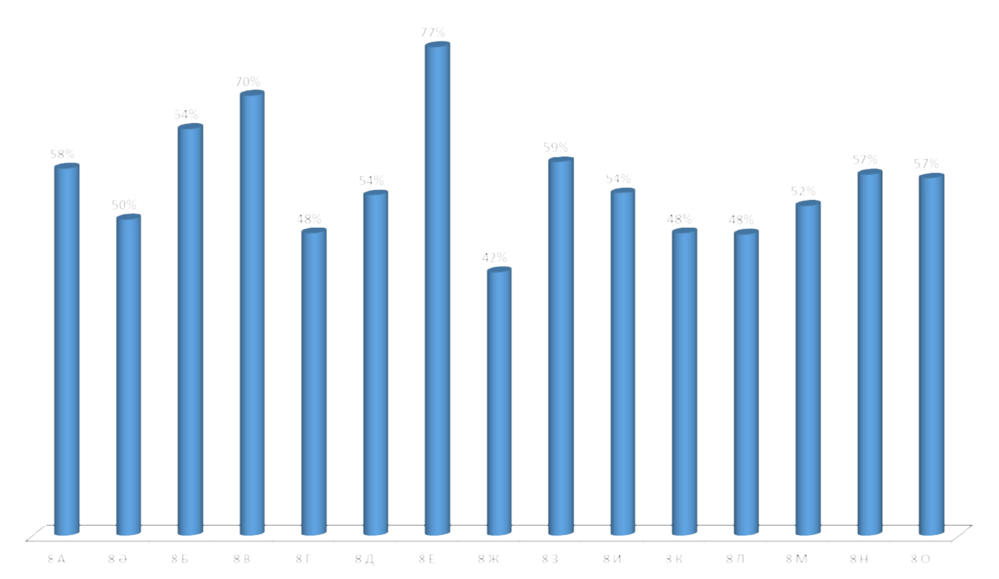 77%
70%
64%
58%
59%
57%
57%
54%
54%
52%
50%
48%
48%
48%
42%
8 А
8 Ә
8 Б
8 В
8 Г
8 Д
8 Е
8 Ж
8 З
8 И
8 К
8 Л
8 М
8 Н
8 О